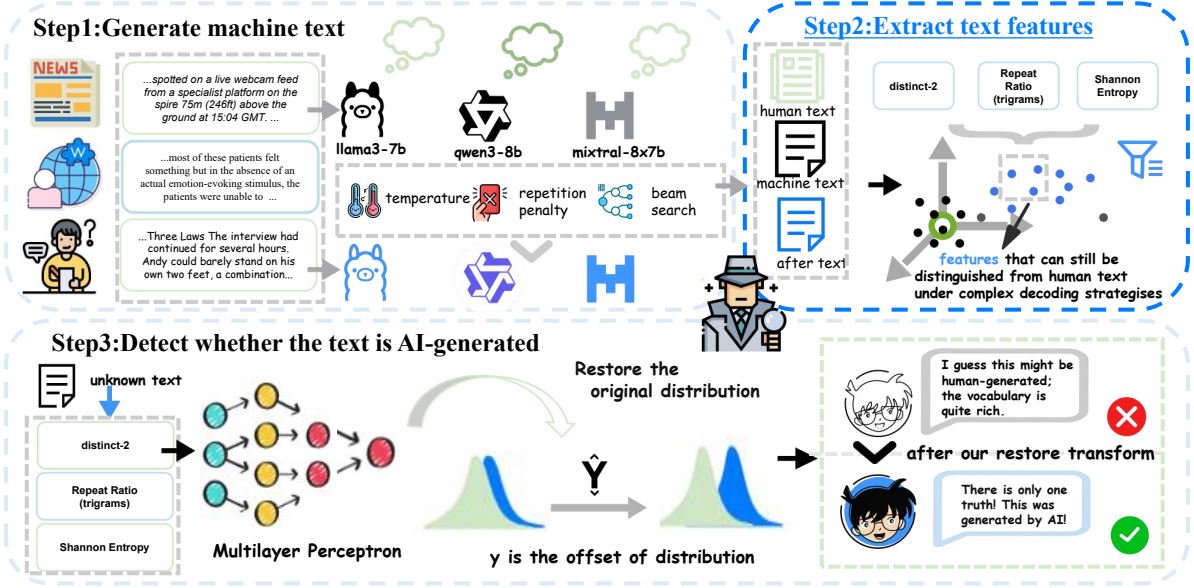 Step1:Generate machine text
NEWS
W
...spotted on a live webcam feed
from a specialist platform on the
spire 75m (246ft) above the
ground at 15:04 GMT. ...
...most of these patients felt
something but in the absence of an
actual emotion-evoking stimulus, the
patients were unable to ...
...Three Laws The interview had
continued for several hours.
Andy could barely stand on his
own two feet, a combination...
llama3-7b
qwen3-8b
mixtral-8x7b
temperature
repetition
penalty
beam
search
Step2:Extract text features
human text
machine text
after text
distinct-2
Repeat
Ratio
(trigrams)
Shannon
Entropy
features that can still be
distinguished from human text
under complex decoding strategises
Step3:Detect whether the text is AI-generated
unknown text
distinct-2
Repeat Ratio
(trigrams)
Shannon Entropy
Multilayer Perceptron
Restore the
original distribution
Ŷ
y is the offset of distribution
I guess this might be
human-generated;
the vocabulary is
quite rich.
after our restore transform
There is only one
truth! This was
generated by AI!